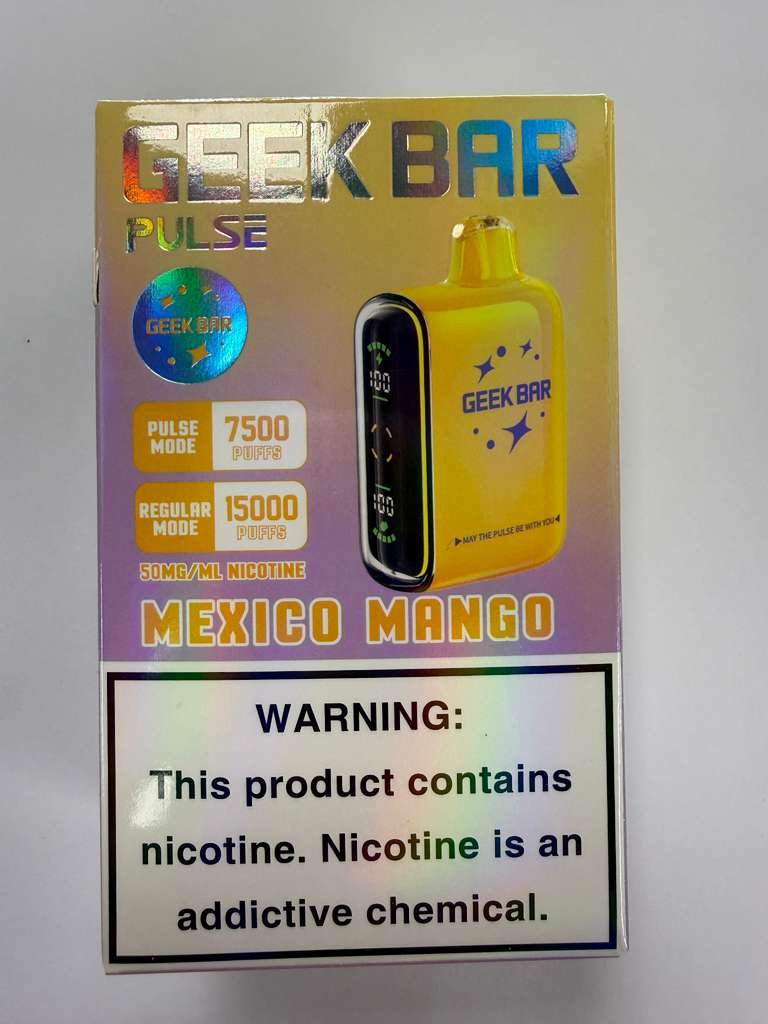 GEEK BAR
PULSE
GEEK BAR
PULSE
MODE
7500
PUFFS
REGULAR
MODE
15000
PUFFS
50MG/ML NICOTINE
100
100
GEEK BAR
MAY THE PULSE BE WITH YOU
MEXICO MANGO
WARNING:
This product contains
nicotine. Nicotine is an
addictive chemical.